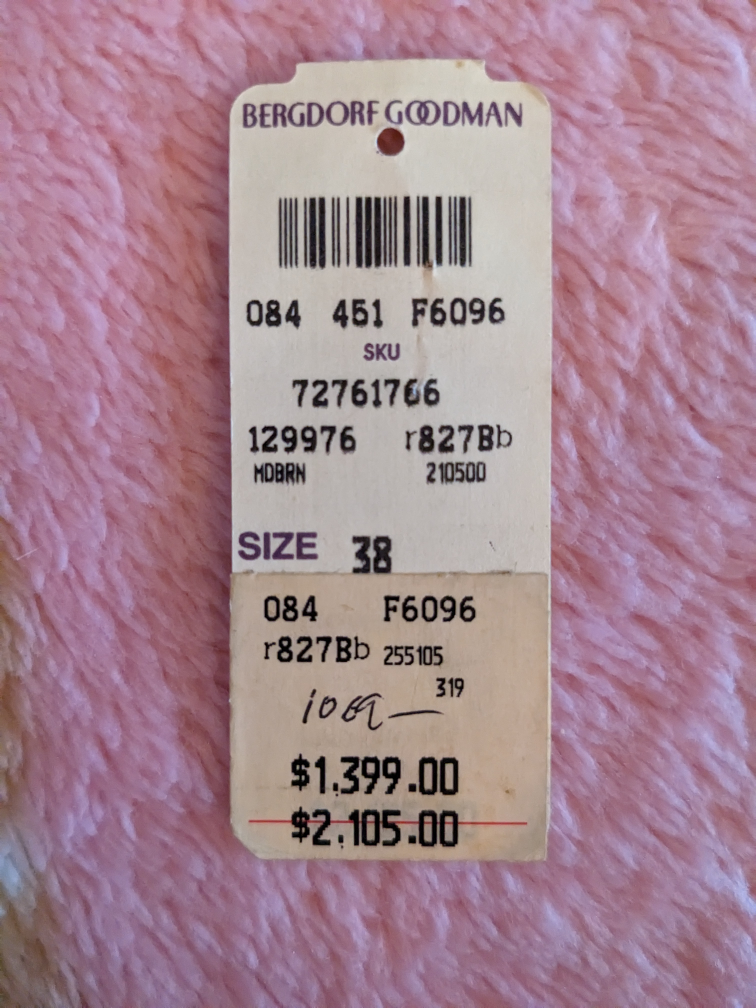 BERGDORF GOODMAN
084 451 F6096
SKU
72761766
129976 r827Bb
MDBRN 210500
SIZE 38
084 F6096
r827Bb 255105
319
$1,399.00
$2,105.00